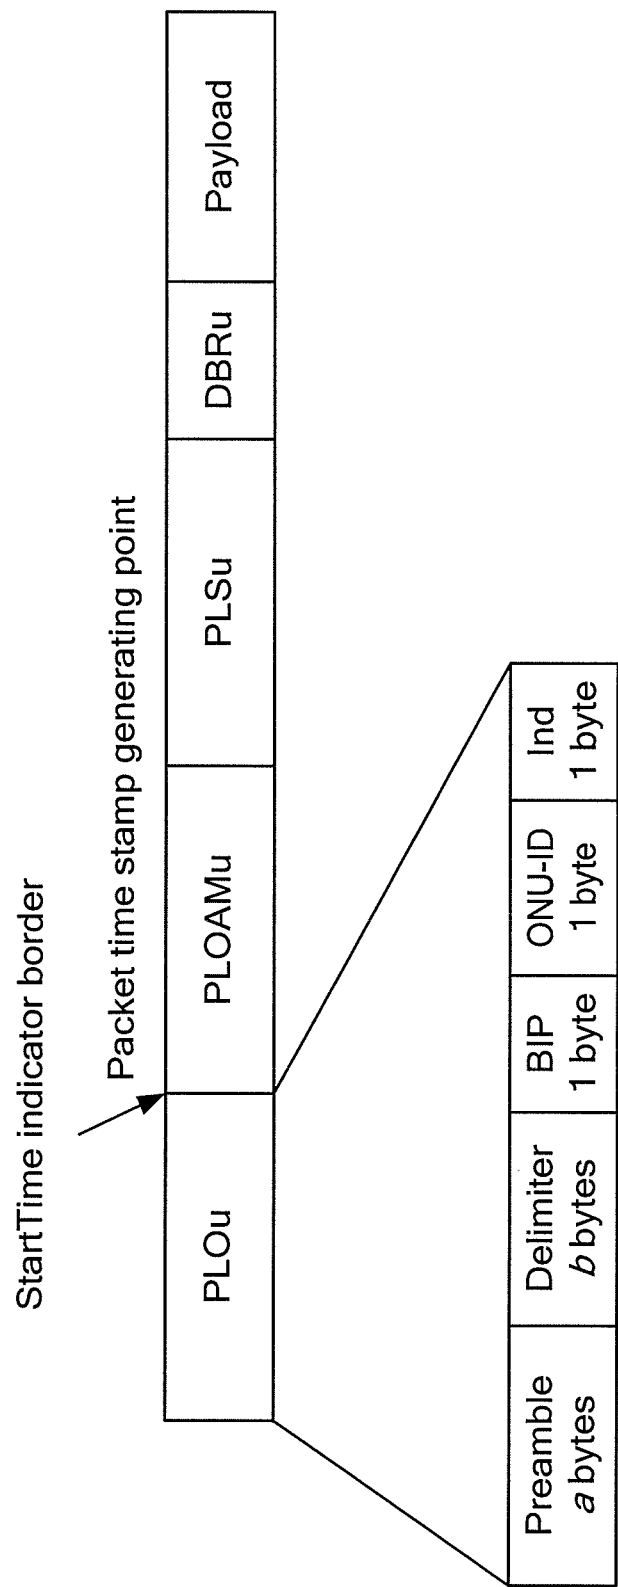 StartTime indicator border
Packet time stamp generating point
PLOu
PLOAMu
PLSu
DBRu
Payload
Preamble
a bytes
Delimiter
b bytes
BIP
1 byte
ONU-ID
1 byte
Ind
1 byte